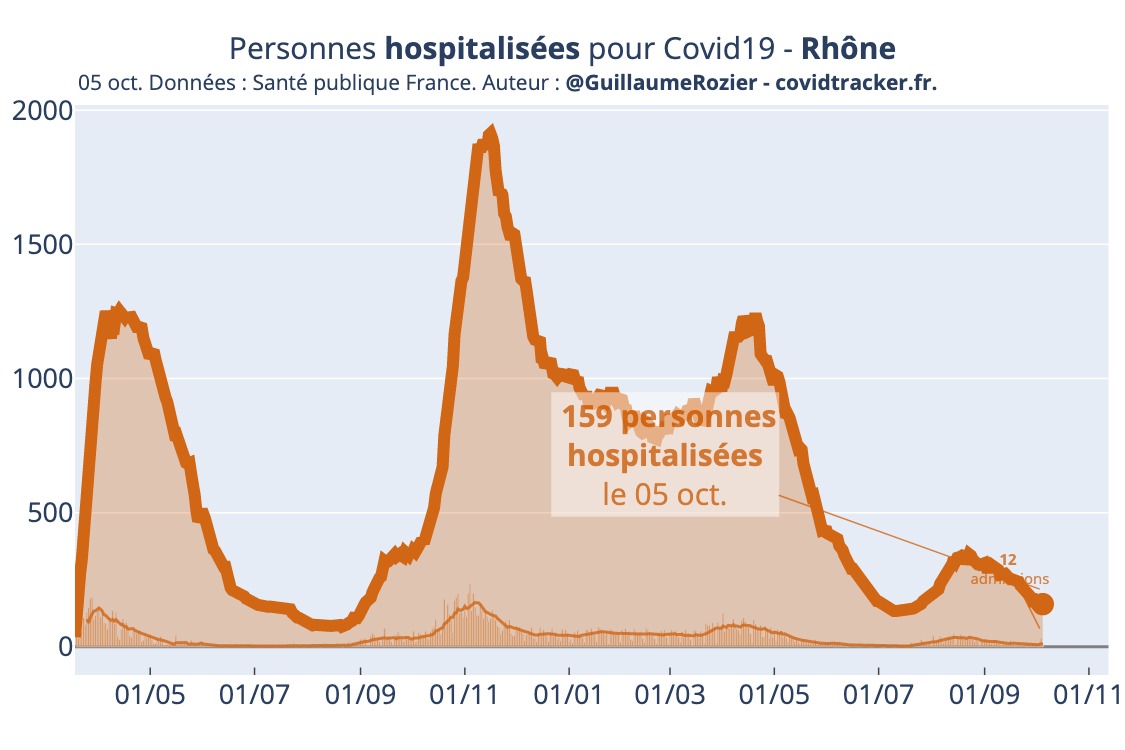 Personnes hospitalisées pour Covid19 - Rhône
05 oct. Données : Santé publique France. Auteur : @GuillaumeRozier - covidtracker.fr.
2000
1500
1000
500
0
159 personnes
hospitalisées
le 05 oct.
12
admissions
01/05 01/07 01/09 01/11 01/01 01/03 01/05 01/07 01/09 01/11